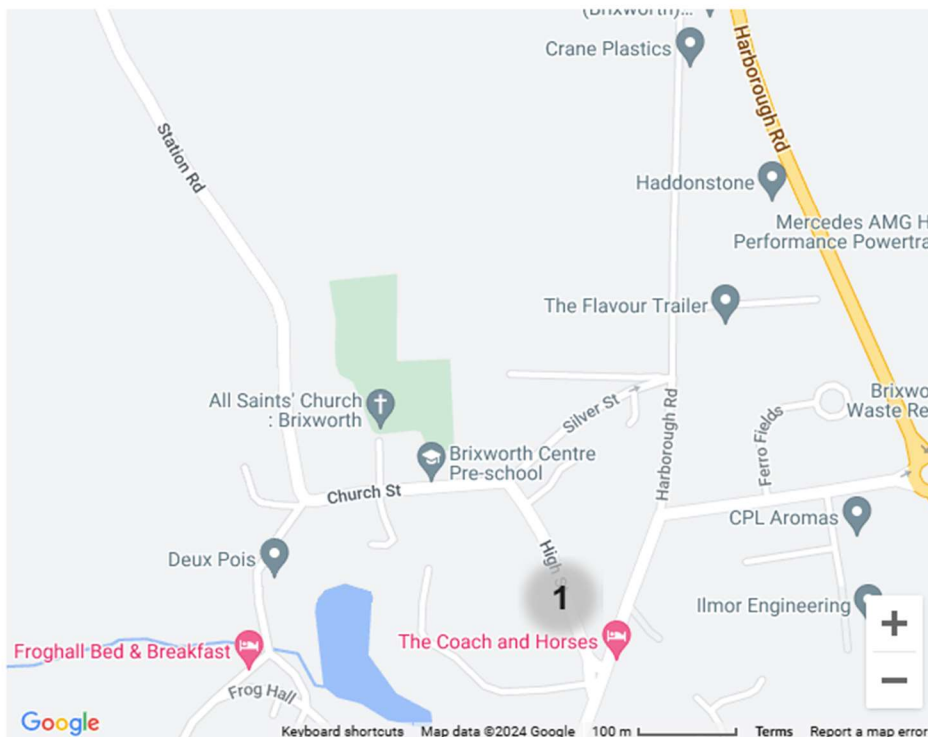 (Brixworth)...
Crane Plastics
Harborough Rd
Station Rd
Haddonstone
Mercedes AMG H
Performance Powertra
The Flavour Trailer
All Saints' Church
: Brixworth
Silver St
Harborough Rd
Brixwo
Waste Re
Ferro Fields
Brixworth Centre
Pre-school
Church St
CPL Aromas
Deux Pois
High S
1
Ilmor Engineering
+
The Coach and Horses
Froghall Bed & Breakfast
−
Frog Hall
Google
Keyboard shortcuts Map data ©2024 Google 100 m Terms Report a map error